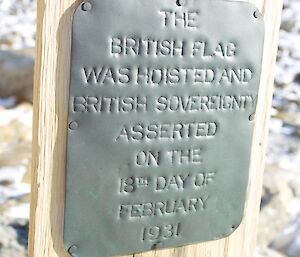 THE
BRITISH FLAG
WAS HOISTED AND
BRITISH SOVEREIGNTY
ASSERTED
ON THE
18TH DAY OF
FEBRUARY
1931